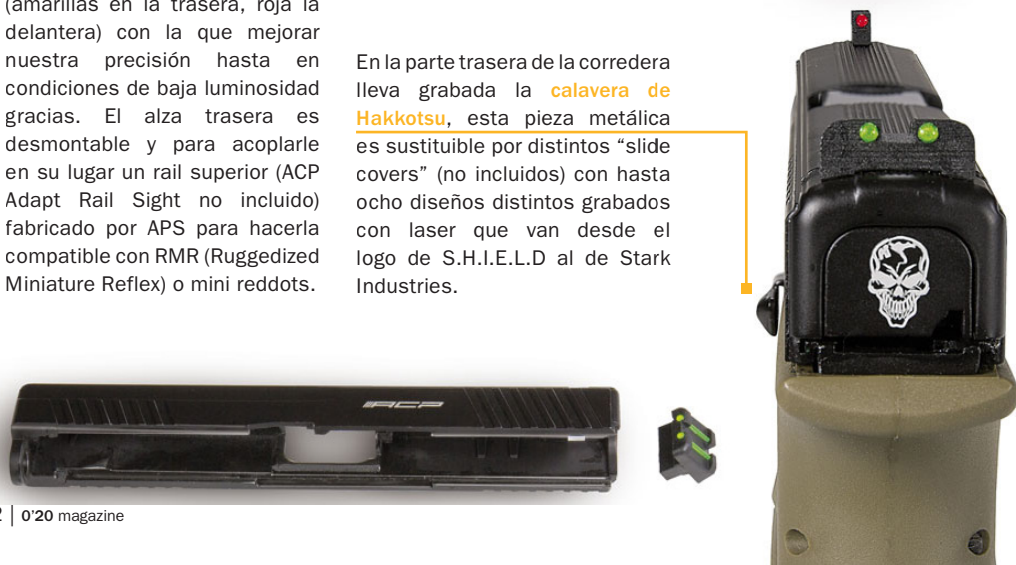 (amarillas en la trasera, roja la
delantera) con la que mejorar
nuestra precisión hasta en
condiciones de baja luminosidad
gracias. El alza trasera es
desmontable y para acoplarle
en su lugar un rail superior (ACP
Adapt Rail Sight no incluido)
fabricado por APS para hacerla
compatible con RMR (Ruggedized
Miniature Reflex) o mini reddots.
En la parte trasera de la corredera
lleva grabada la calavera de
Hakkotsu, esta pieza metálica
es sustituible por distintos “slide
covers” (no incluidos) con hasta
ocho diseños distintos grabados
con laser que van desde el
logo de S.H.I.E.L.D al de Stark
Industries.
ACP
2 | 0'20 magazine